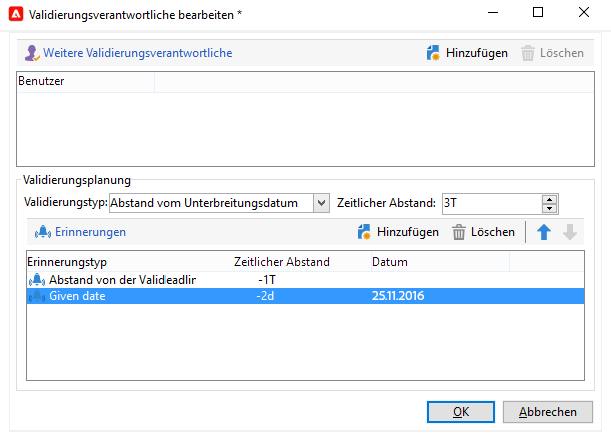 Validierungsverantwortliche bearbeiten *
Weitere Validierungsverantwortliche Hinzufügen Löschen
Benutzer
Validierungsplanung
Validierungstyp: Abstand vom Unterbreitungsdatum Zeitlicher Abstand: 3T
Erinnerungen Hinzufügen Löschen
Erinnerungstyp Zeitlicher Abstand Datum
Abstand von der Valideadlin -1T
Given date -2d 25.11.2016
OK Abbrechen